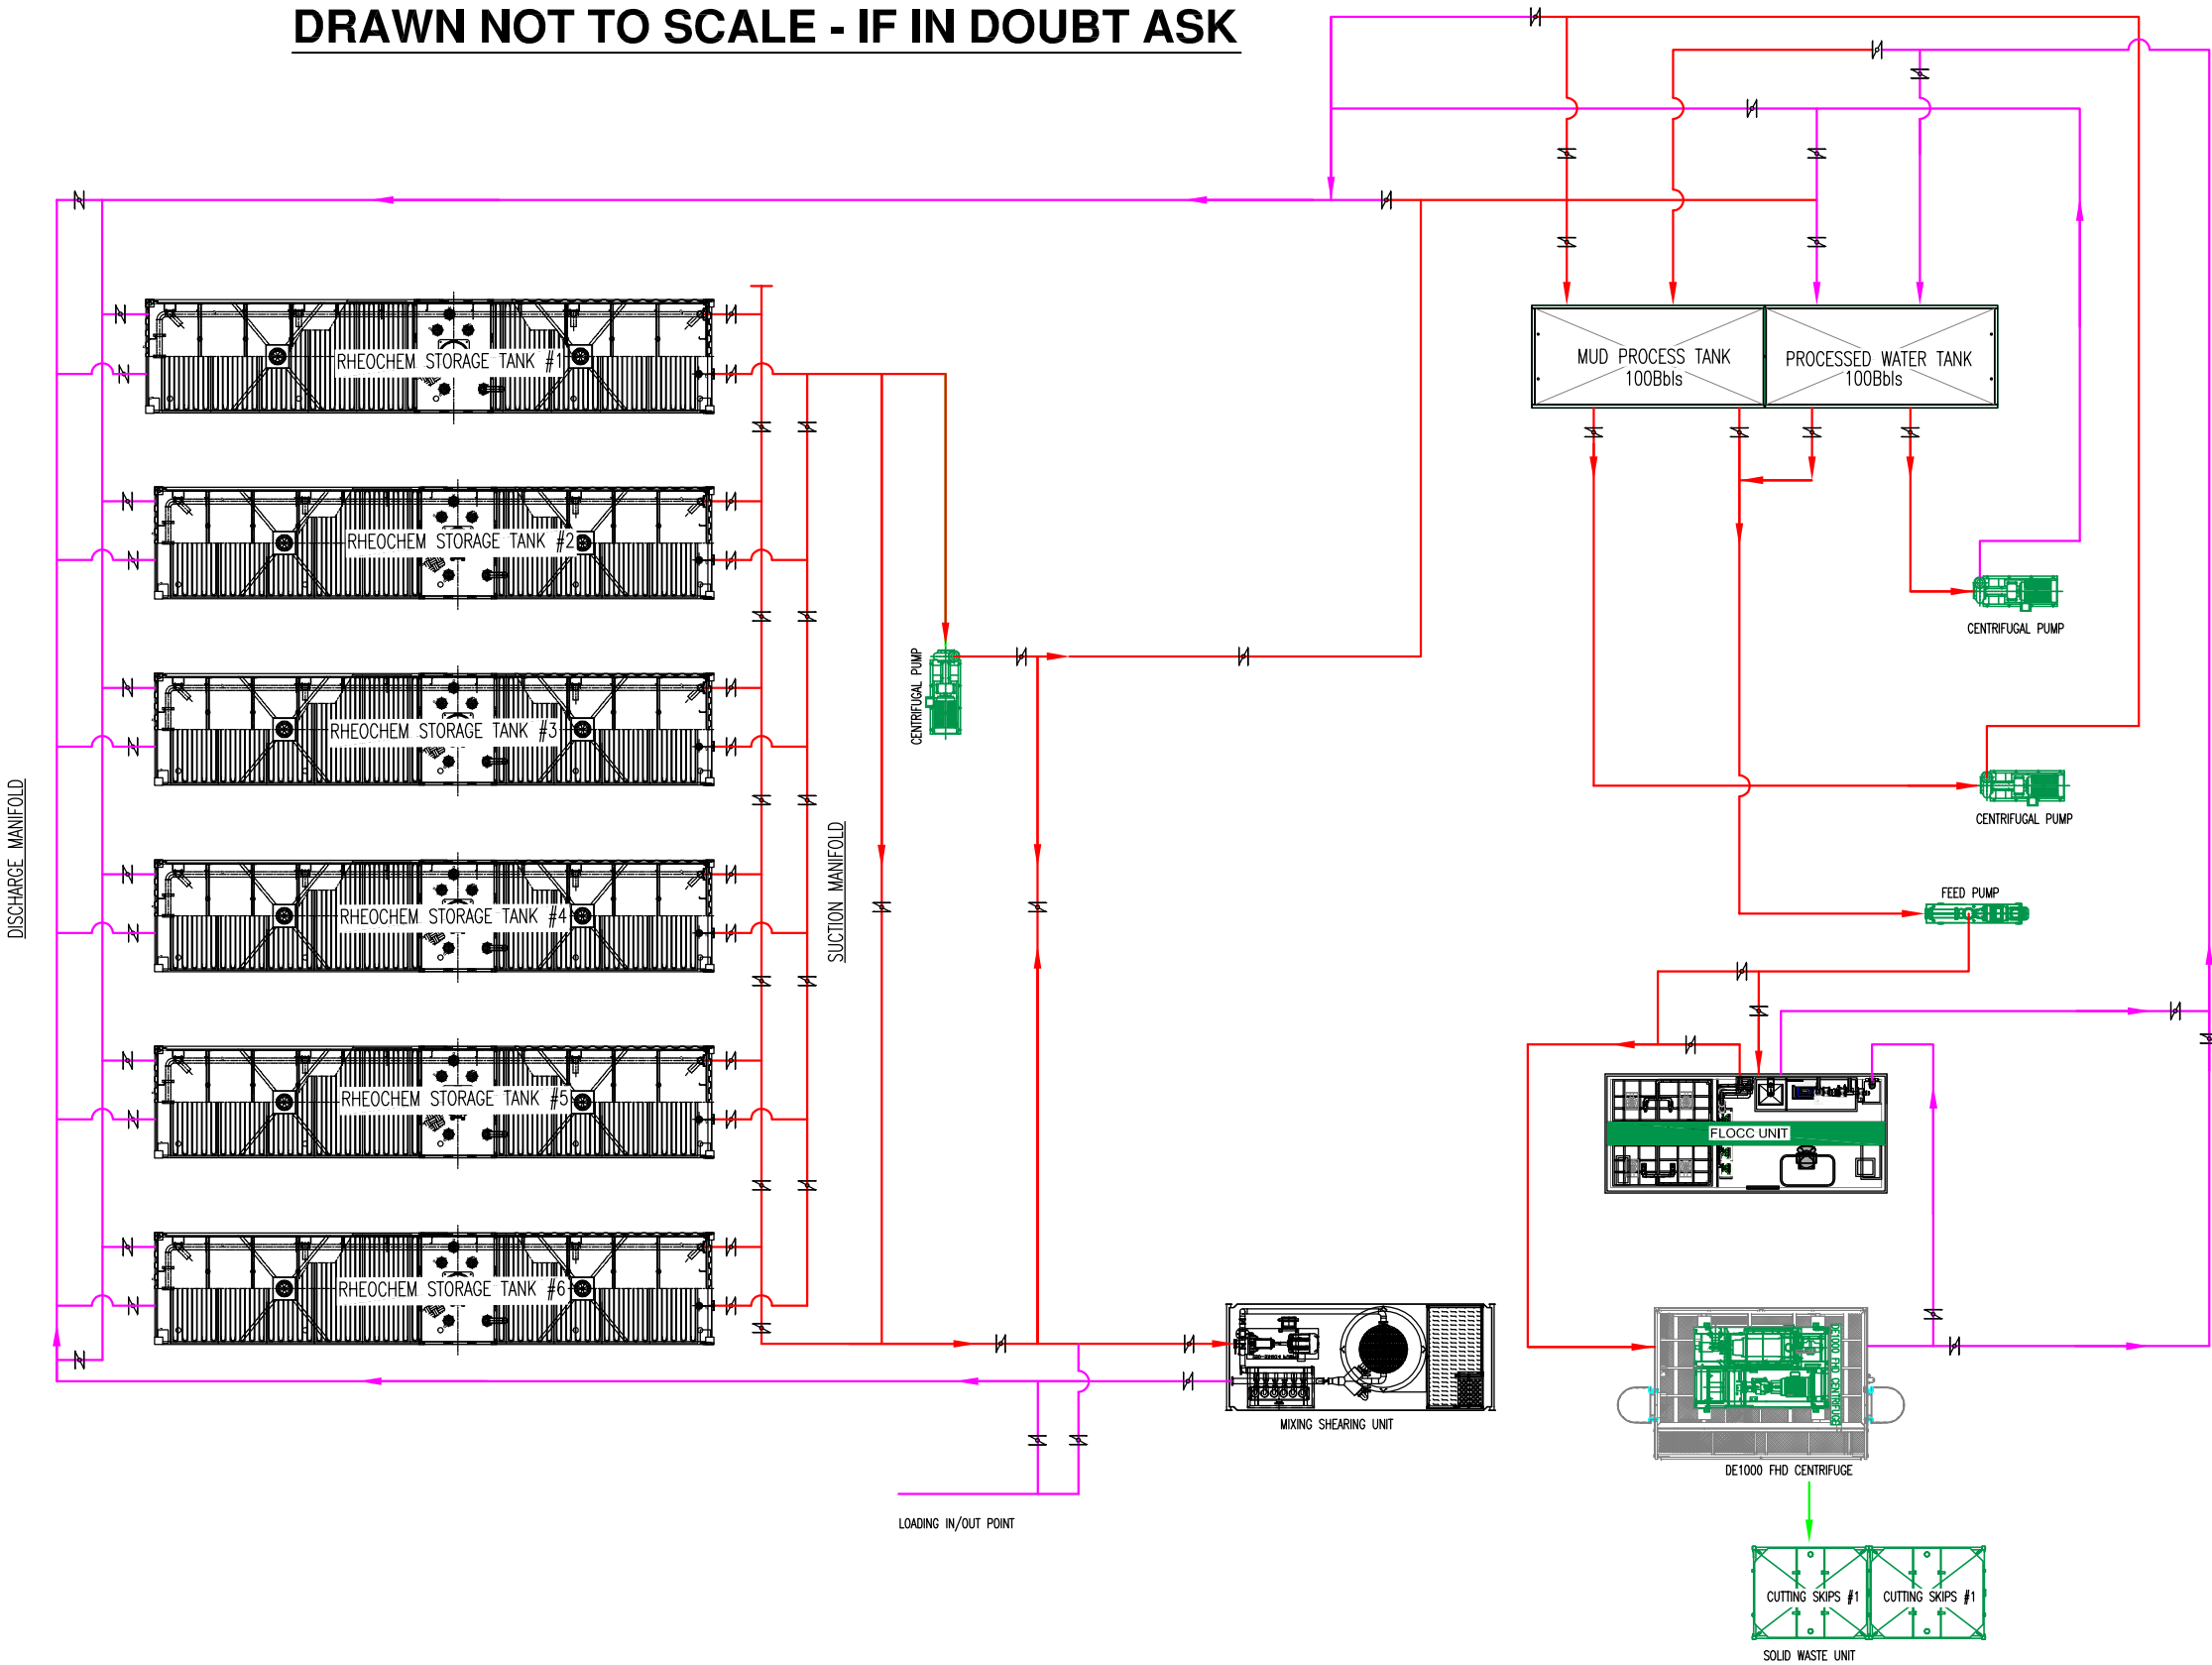 DRAWN NOT TO SCALE - IF IN DOUBT ASK
RHEOCHEM STORAGE TANK #1
RHEOCHEM STORAGE TANK #2
RHEOCHEM STORAGE TANK #3
RHEOCHEM STORAGE TANK #4
RHEOCHEM STORAGE TANK #5
RHEOCHEM STORAGE TANK #6
DISCHARGE MANIFOLD
SUCTION MANIFOLD
CENTRIFUGAL PUMP
MUD PROCESS TANK
100Bbls
PROCESSED WATER TANK
100Bbls
CENTRIFUGAL PUMP
CENTRIFUGAL PUMP
FEED PUMP
FLOCC UNIT
MIXING SHEARING UNIT
DE1000 FHD CENTRIFUGE
DE1000 FHD CENTRIFUGE
LOADING IN/OUT POINT
CUTTING SKIPS #1
CUTTING SKIPS #1
SOLID WASTE UNIT